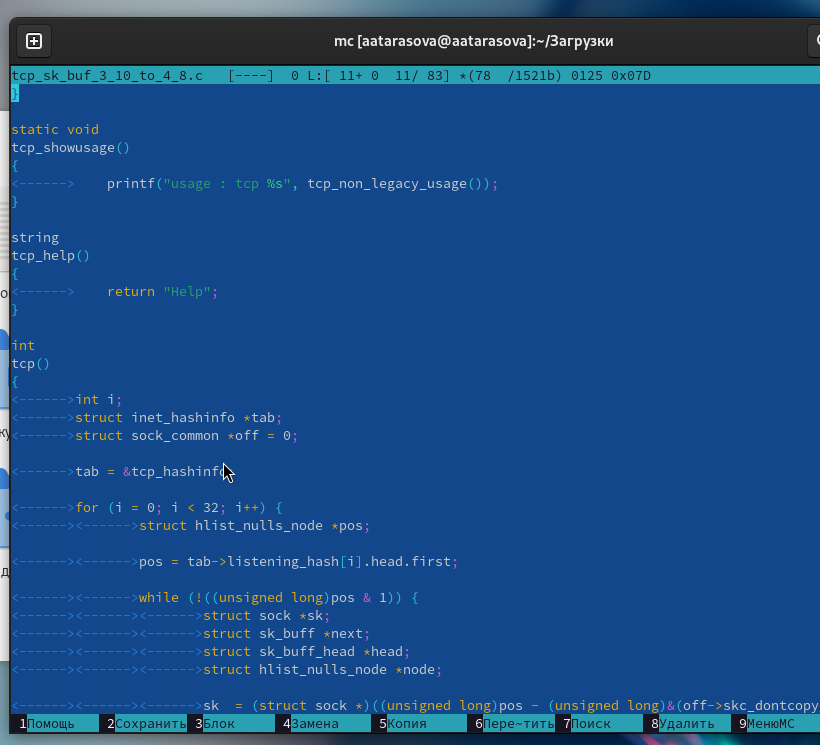 mc [aatarasova@aatarasova]:~/Загрузки
tcp_sk_buf_3_10_to_4_8.c [----] 0 L:[ 11+ 0 11/ 83] *(78 /1521b) 0125 0x07D
}
static void
tcp_showusage()
{
<------> printf("usage : tcp %s", tcp_non_legacy_usage());
}
string
tcp_help()
{
<------> return "Help";
}
int
tcp()
{
<------>int i;
<------>struct inet_hashinfo *tab;
<------>struct sock_common *off = 0;
<------>tab = &tcp_hashinfo
<------>for (i = 0; i < 32; i++) {
<------><------>struct hlist_nulls_node *pos;
<------><------>pos = tab->listening_hash[i].head.first;
<------><------>while (!((unsigned long)pos & 1)) {
<------><------><------>struct sock *sk;
<------><------><------>struct sk_buff *next;
<------><------><------>struct sk_buff_head *head;
<------><------><------>struct hlist_nulls_node *node;
<------><------><------>sk = (struct sock *)((unsigned long)pos - (unsigned long)&(off->skc_dontcopy
1Помощь 2Сохранить 3Блок 4Замена 5Копия 6Пере~тить 7Поиск 8Удалить 9МенюMC